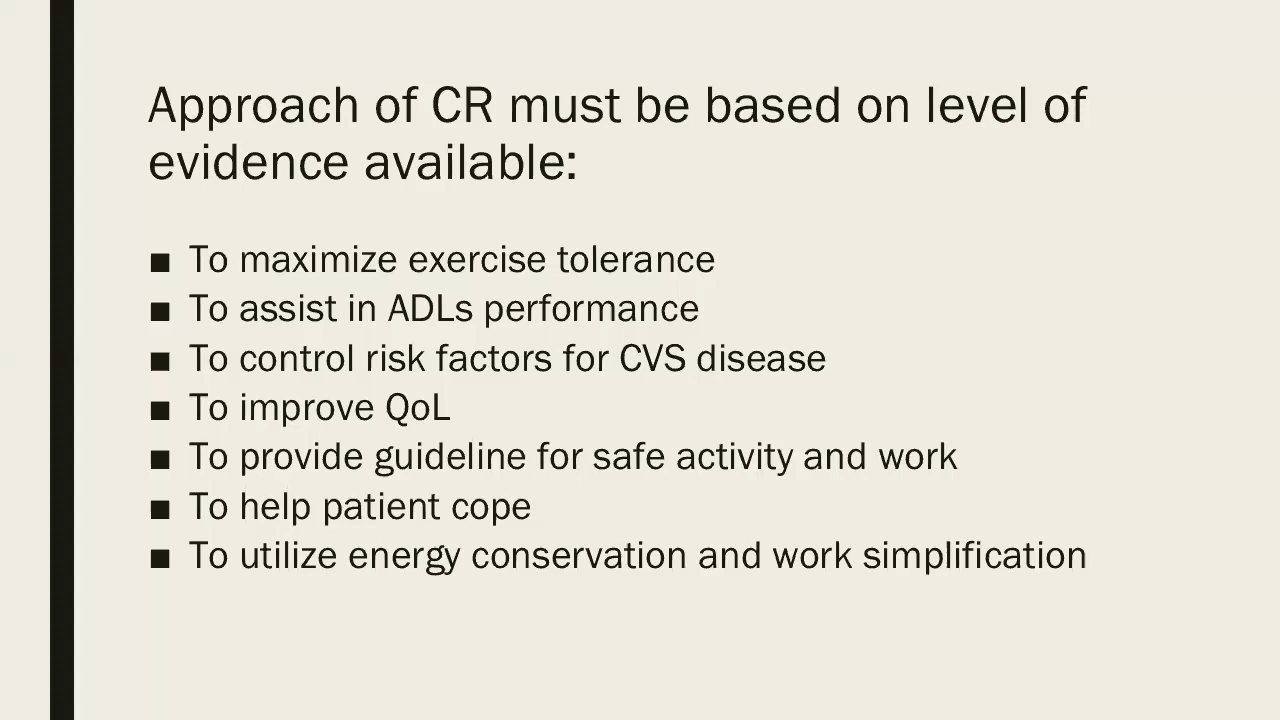 Approach of CR must be based on level of
evidence available:
■ To maximize exercise tolerance
■ To assist in ADLs performance
■ To control risk factors for CVS disease
■ To improve QoL
■ To provide guideline for safe activity and work
■ To help patient cope
■ To utilize energy conservation and work simplification